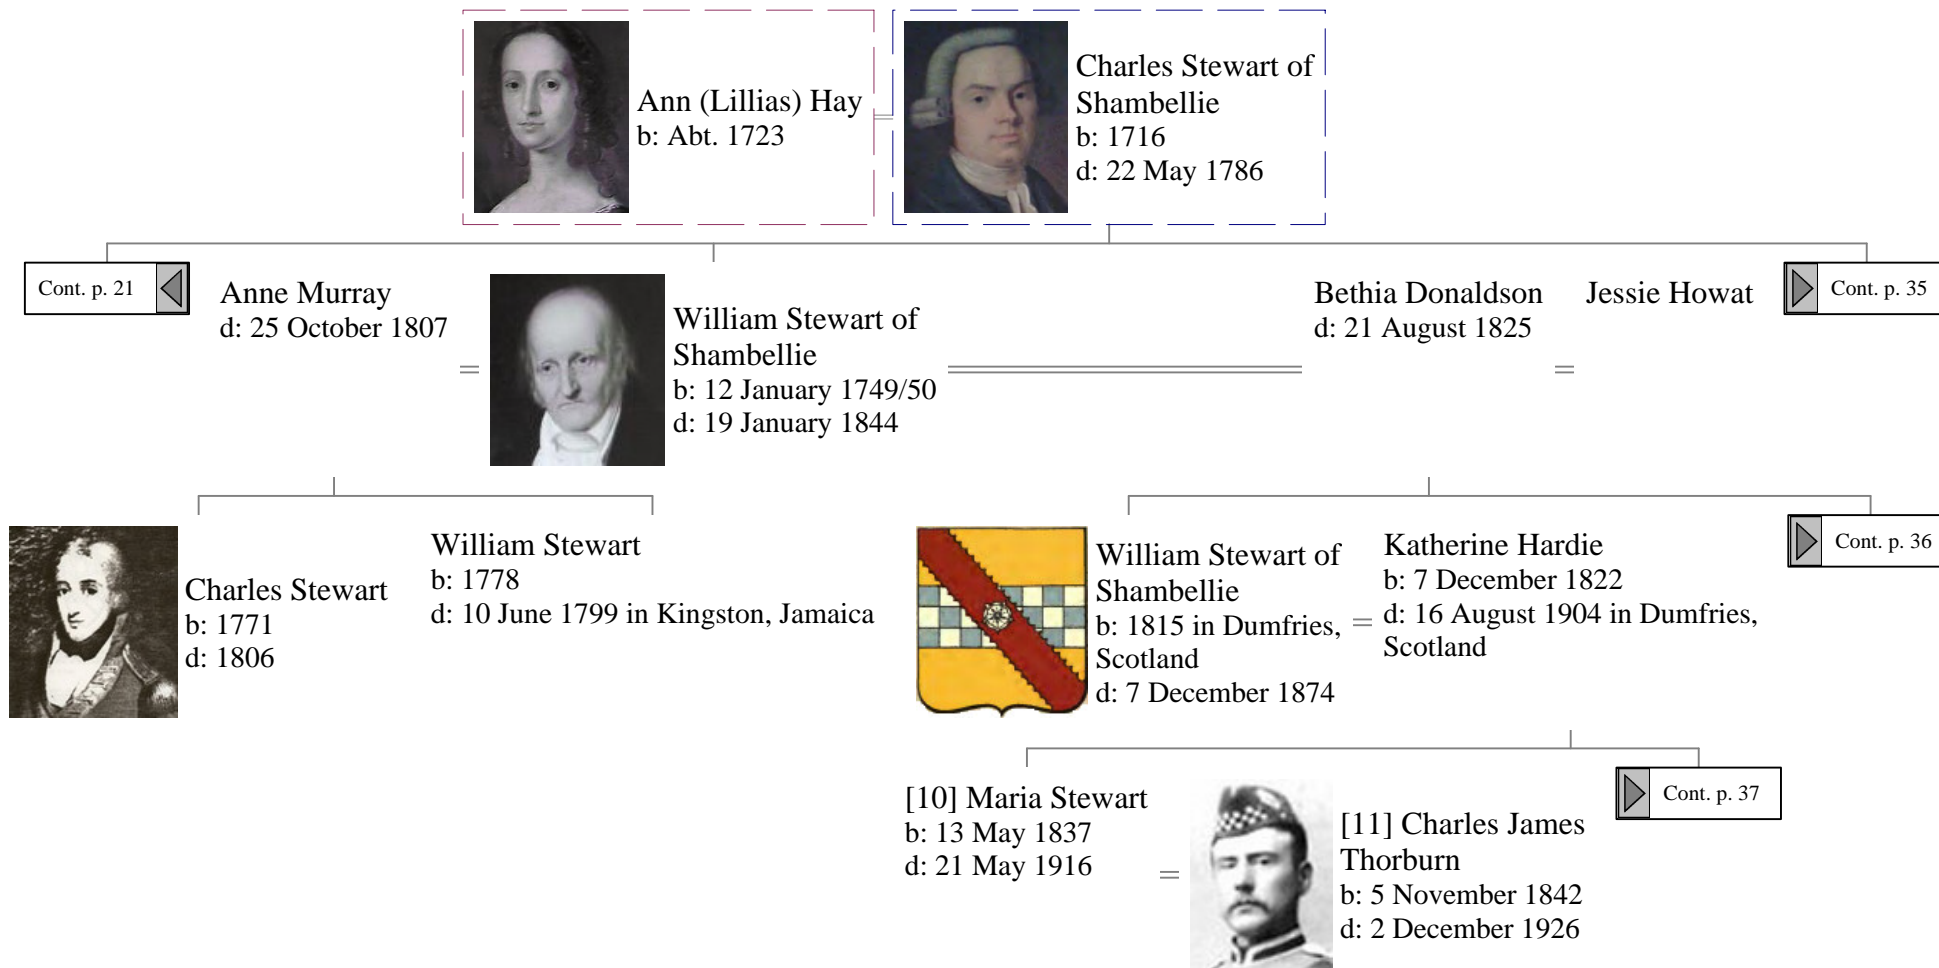 Ann (Lillias) Hay
b: Abt. 1723
Charles Stewart of
Shambellie
b: 1716
d: 22 May 1786
Cont. p. 21
Anne Murray
d: 25 October 1807
William Stewart of
Shambellie
b: 12 January 1749/50
d: 19 January 1844
Bethia Donaldson
d: 21 August 1825
Jessie Howat
Cont. p. 35
Charles Stewart
b: 1771
d: 1806
William Stewart
b: 1778
d: 10 June 1799 in Kingston, Jamaica
William Stewart of
Shambellie
b: 1815 in Dumfries,
Scotland
d: 7 December 1874
Katherine Hardie
b: 7 December 1822
d: 16 August 1904 in Dumfries,
Scotland
Cont. p. 36
[10] Maria Stewart
b: 13 May 1837
d: 21 May 1916
[11] Charles James
Thorburn
b: 5 November 1842
d: 2 December 1926
Cont. p. 37